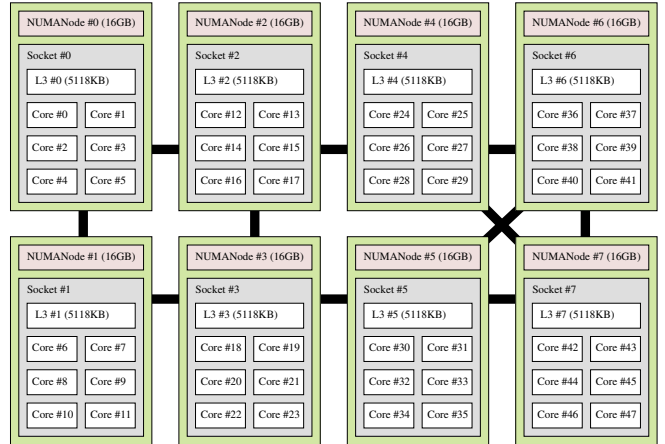 NUMANode #0 (16GB)
Socket #0
L3 #0 (5118KB)
Core #0 Core #1
Core #2 Core #3
Core #4 Core #5
NUMANode #2 (16GB)
Socket #2
L3 #2 (5118KB)
Core #12 Core #13
Core #14 Core #15
Core #16 Core #17
NUMANode #4 (16GB)
Socket #4
L3 #4 (5118KB)
Core #24 Core #25
Core #26 Core #27
Core #28 Core #29
NUMANode #6 (16GB)
Socket #6
L3 #6 (5118KB)
Core #36 Core #37
Core #38 Core #39
Core #40 Core #41
NUMANode #1 (16GB)
Socket #1
L3 #1 (5118KB)
Core #6 Core #7
Core #8 Core #9
Core #10 Core #11
NUMANode #3 (16GB)
Socket #3
L3 #3 (5118KB)
Core #18 Core #19
Core #20 Core #21
Core #22 Core #23
NUMANode #5 (16GB)
Socket #5
L3 #5 (5118KB)
Core #30 Core #31
Core #32 Core #33
Core #34 Core #35
NUMANode #7 (16GB)
Socket #7
L3 #7 (5118KB)
Core #42 Core #43
Core #44 Core #45
Core #46 Core #47